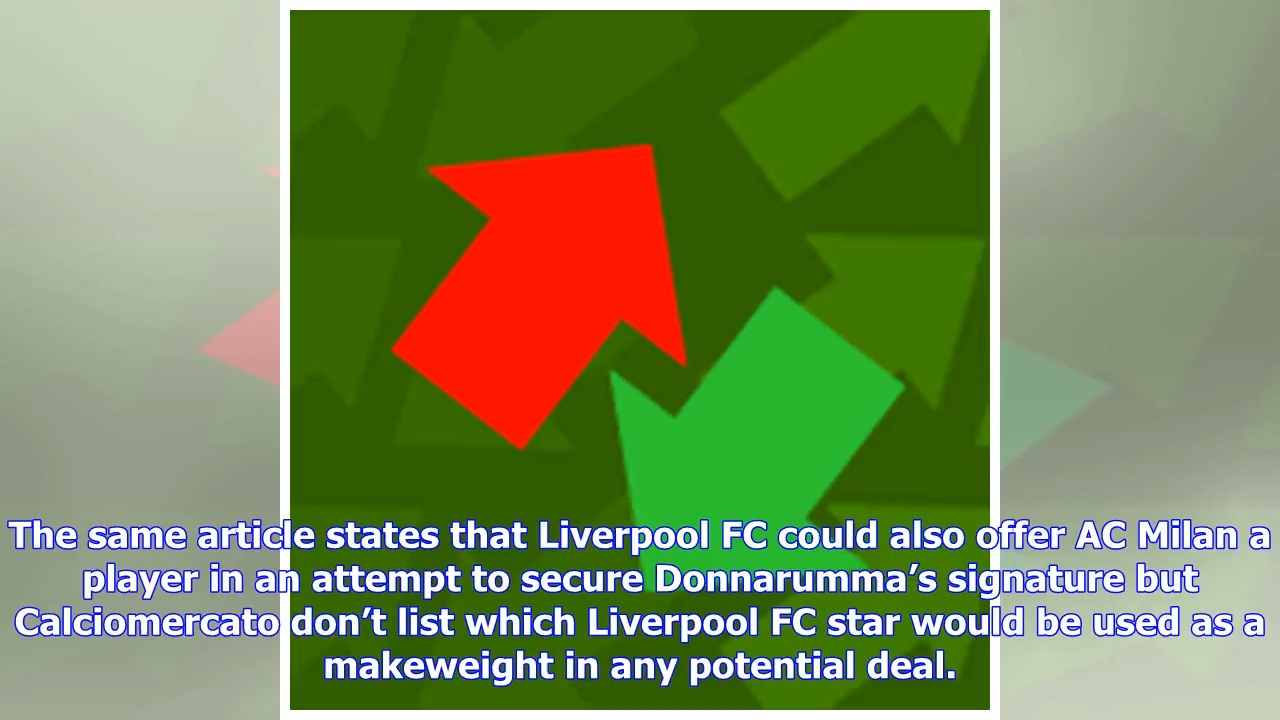 The same article states that Liverpool FC could also offer AC Milan a
player in an attempt to secure Donnarumma’s signature but
Calciomercato don’t list which Liverpool FC star would be used as a
makeweight in any potential deal.